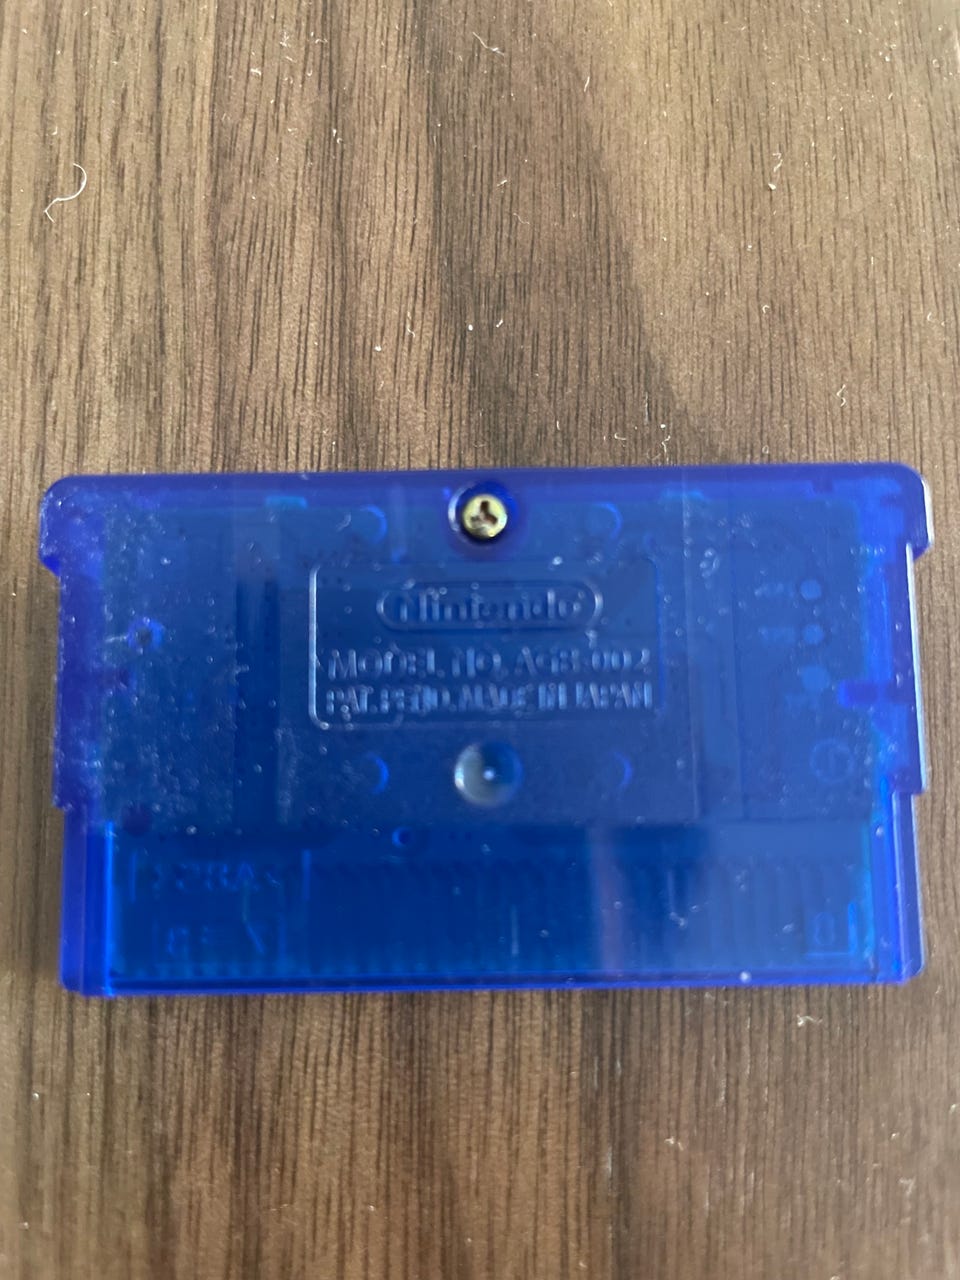 Nintendo
MODEL NO. AGB-002
PAT. PEND. MADE IN JAPAN